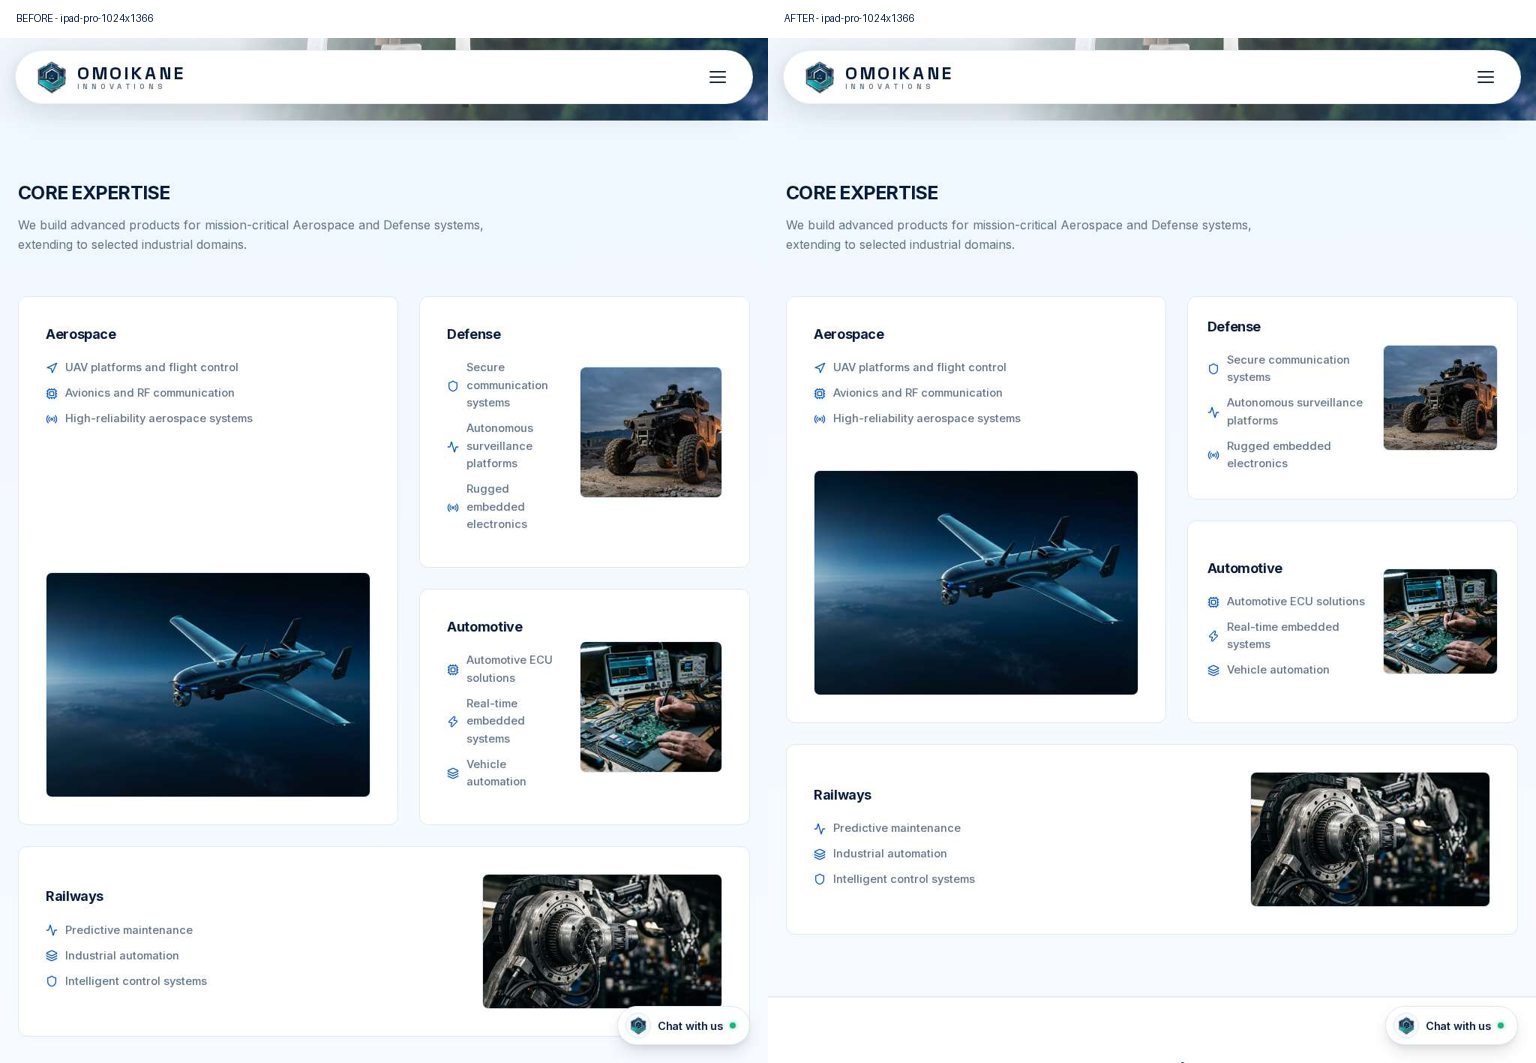 BEFORE - ipad-pro-1024x1366
OMOIKANE
INNOVATIONS
CORE EXPERTISE
We build advanced products for mission-critical Aerospace and Defense systems,
extending to selected industrial domains.
Aerospace
UAV platforms and flight control
Avionics and RF communication
High-reliability aerospace systems
Defense
Secure
communication
systems
Autonomous
surveillance
platforms
Rugged
embedded
electronics
Automotive
Automotive ECU
solutions
Real-time
embedded
systems
Vehicle
automation
Railways
Predictive maintenance
Industrial automation
Intelligent control systems
Chat with us
AFTER - ipad-pro-1024x1366
OMOIKANE
INNOVATIONS
CORE EXPERTISE
We build advanced products for mission-critical Aerospace and Defense systems,
extending to selected industrial domains.
Aerospace
UAV platforms and flight control
Avionics and RF communication
High-reliability aerospace systems
Defense
Secure communication
systems
Autonomous surveillance
platforms
Rugged embedded
electronics
Automotive
Automotive ECU solutions
Real-time embedded
systems
Vehicle automation
Railways
Predictive maintenance
Industrial automation
Intelligent control systems
Chat with us